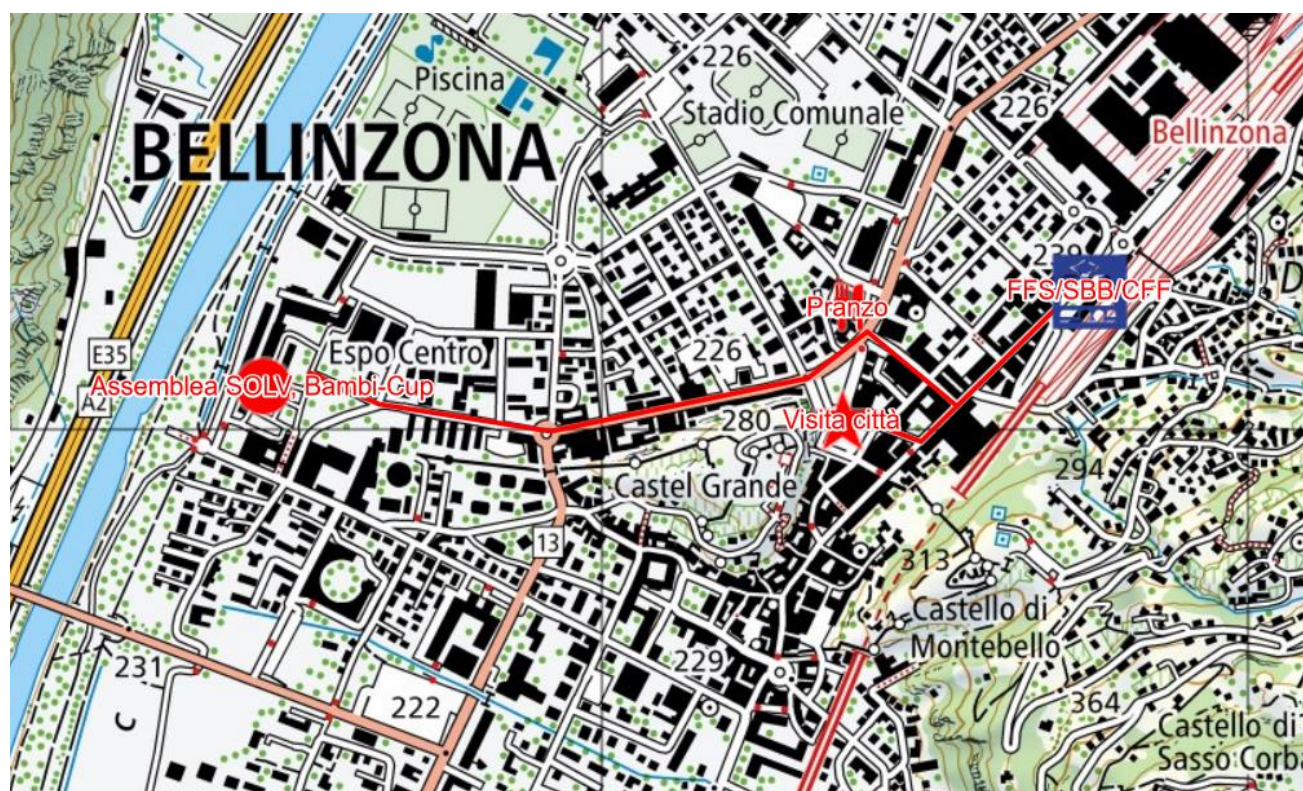 226
Piscina
Stadio Comunale
226
BELLINZONA
Bellinzona
FFS/SBB/CFF
Pranzo
E35
Espo Centro
226
A2
Assemblea SOLV, Bambi-Cup
280
Visita città
294
Castel Grande
13
313
Castello di
Montebello
231
229
222
364
Castello di
Sasso Corba